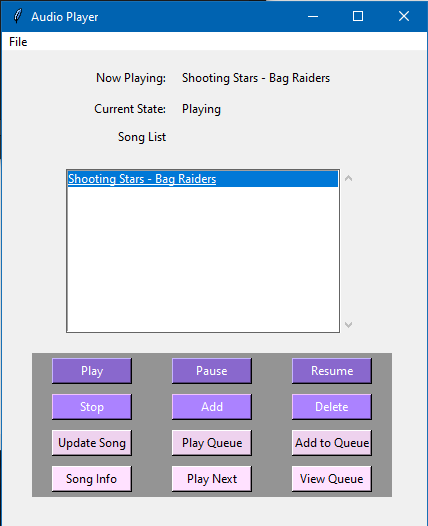 Audio Player
File
Now Playing: Shooting Stars - Bag Raiders
Current State: Playing
Song List
Shooting Stars - Bag Raiders
Play Pause Resume
Stop Add Delete
Update Song Play Queue Add to Queue
Song Info Play Next View Queue